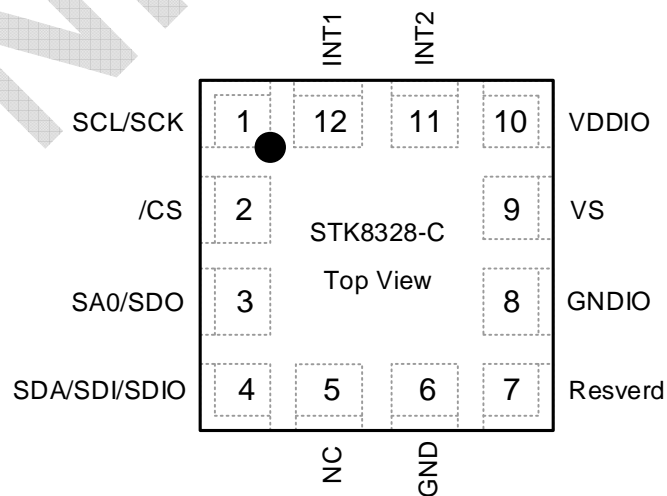 INT1
INT2
SCL/SCK
1
12
11
10
VDDIO
/CS
2
9
VS
STK8328-C
Top View
SA0/SDO
3
8
GNDIO
SDA/SDI/SDIO
4
5
6
7
Resverd
NC
GND